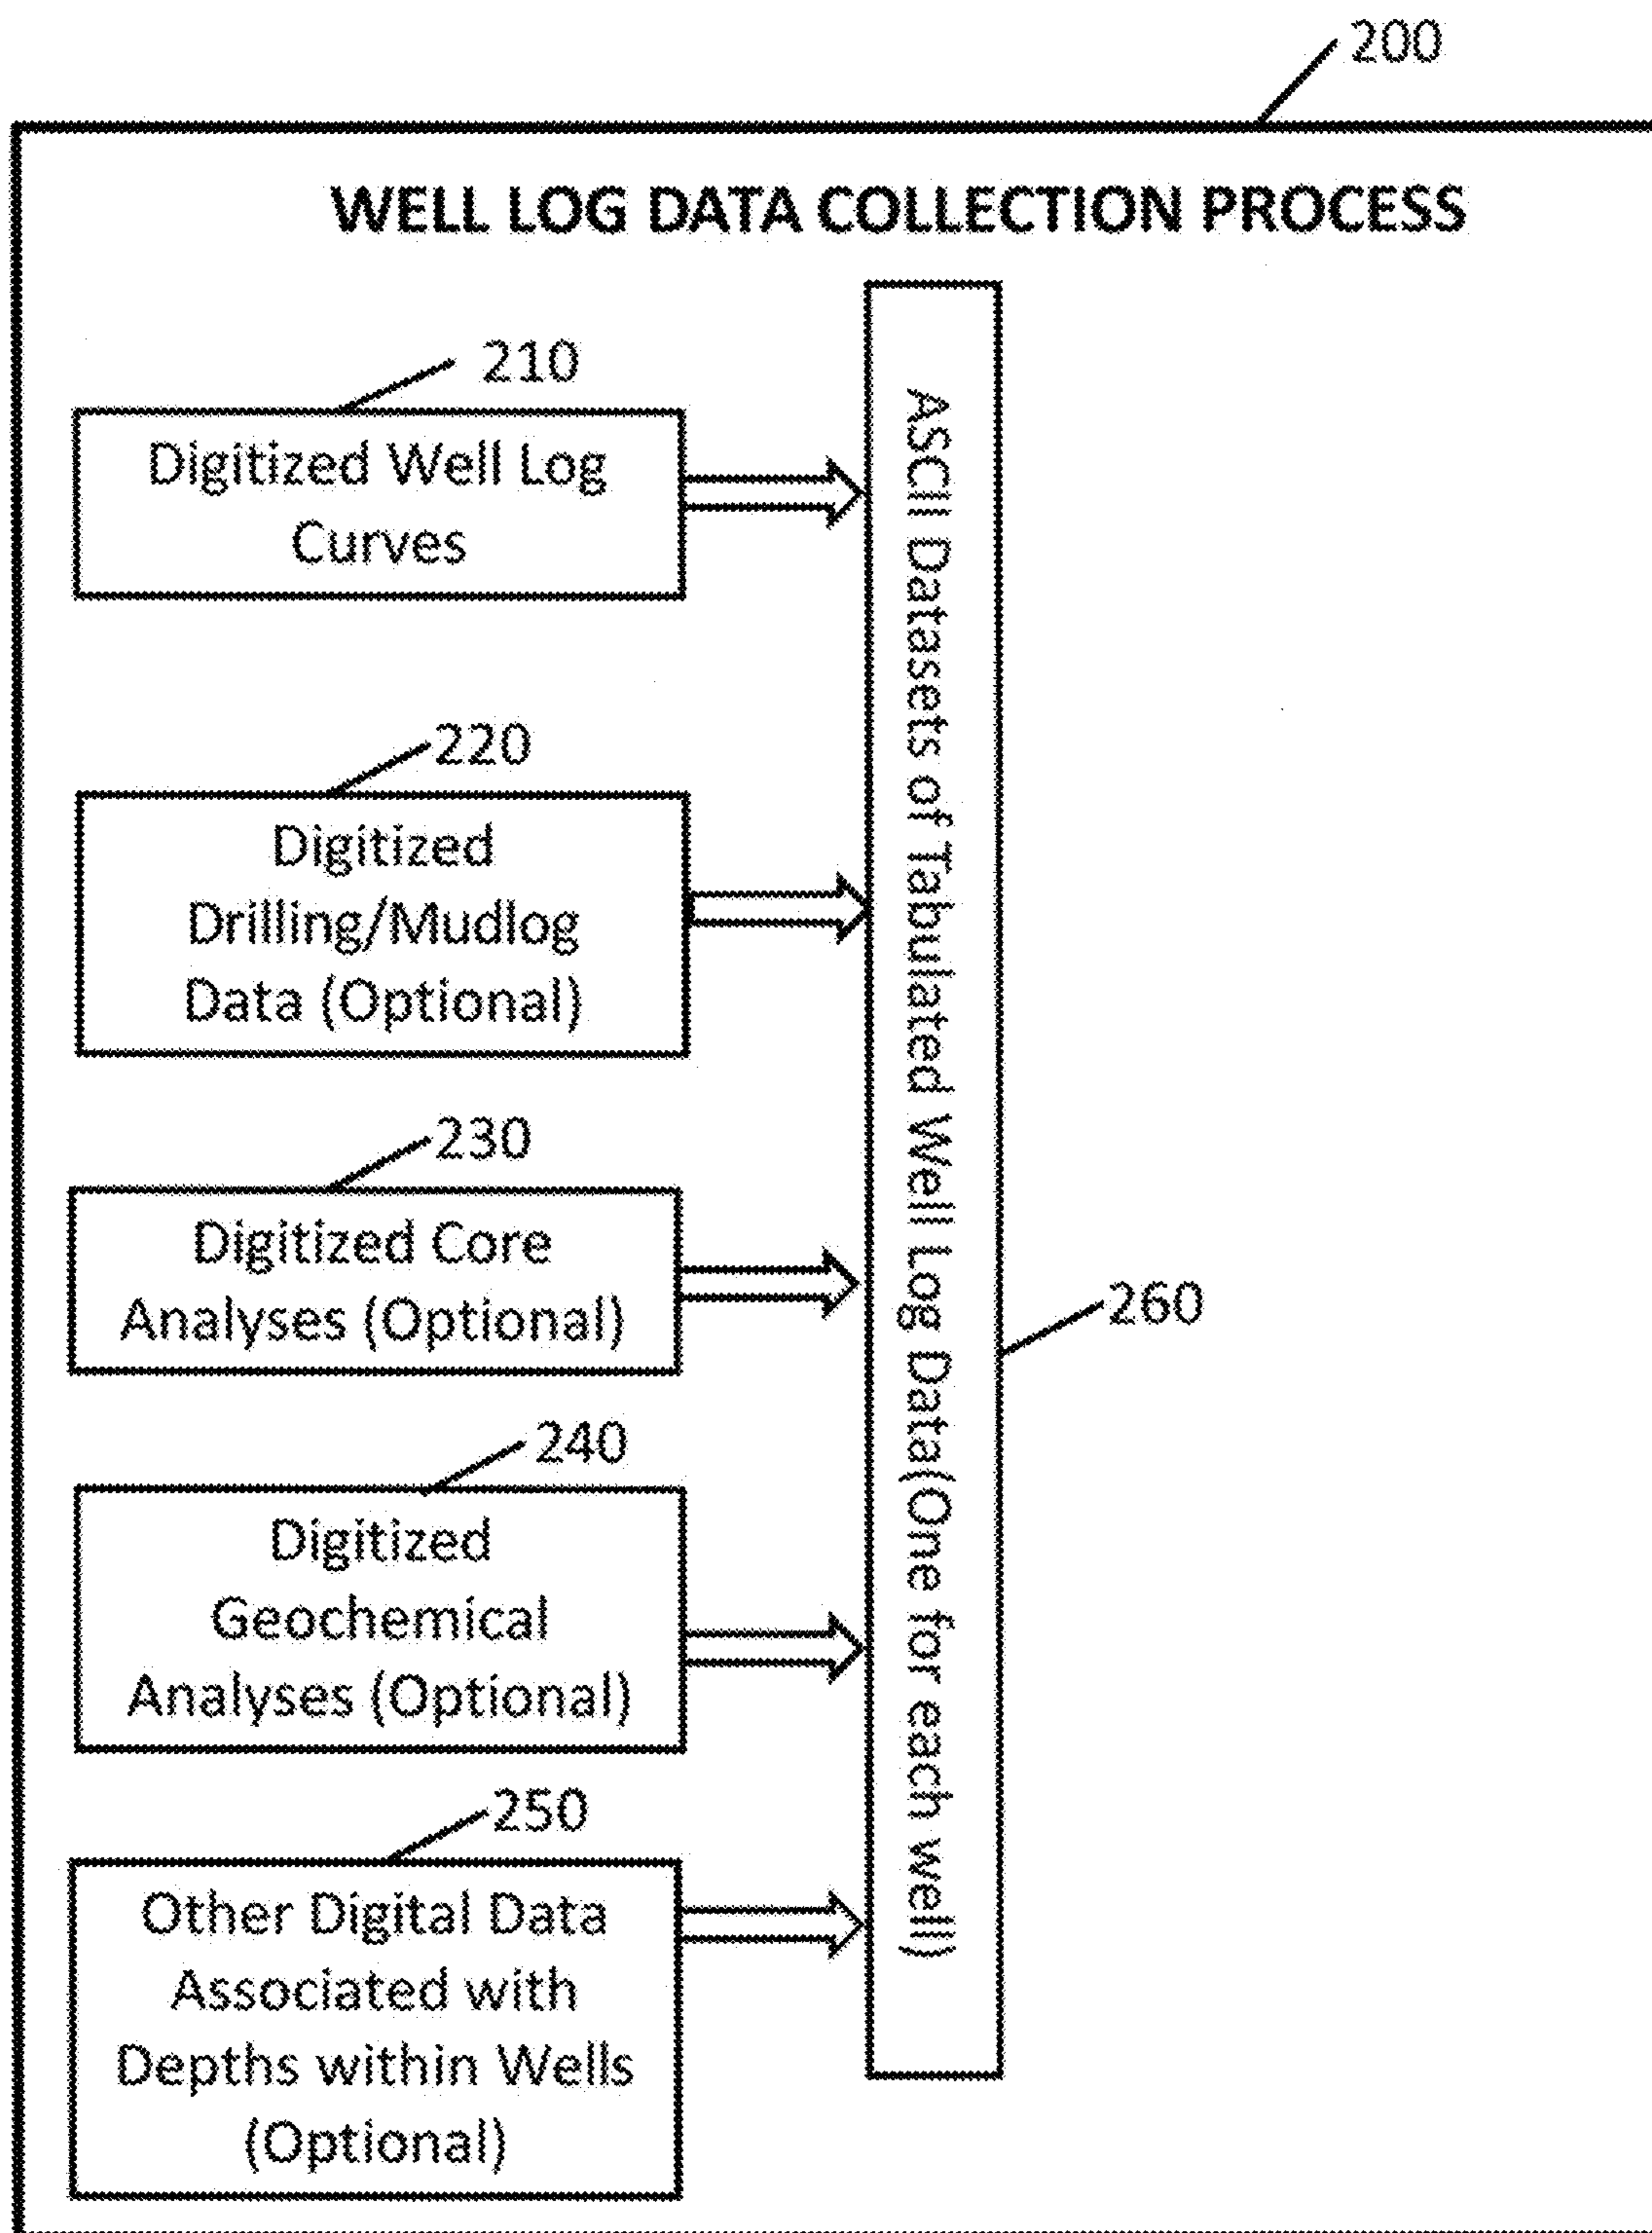 200
WELL LOG DATA COLLECTION PROCESS
210
Digitized Well Log
Curves
220
Digitized
Drilling/Mudlog
Data (Optional)
230
Digitized Core
Analyses (Optional)
240
Digitized
Geochemical
Analyses (Optional)
250
Other Digital Data
Associated with
Depths within Wells
(Optional)
ASCII Datasets of Tabulated Well Log Data(One for each well)
260